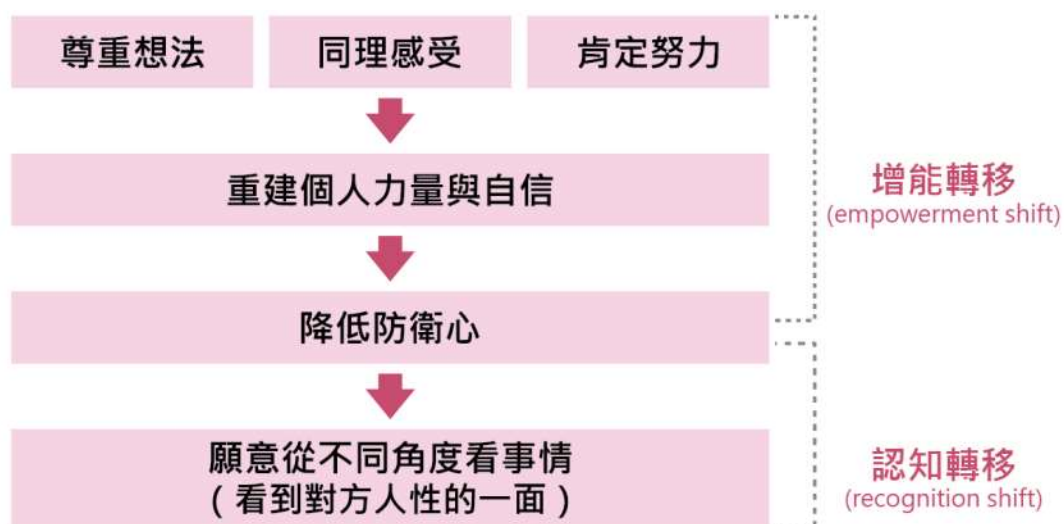 尊重想法
同理感受
肯定努力
重建個人力量與自信
增能轉移
(empowerment shift)
降低防衛心
願意從不同角度看事情
(看到對方人性的一面)
認知轉移
(recognition shift)